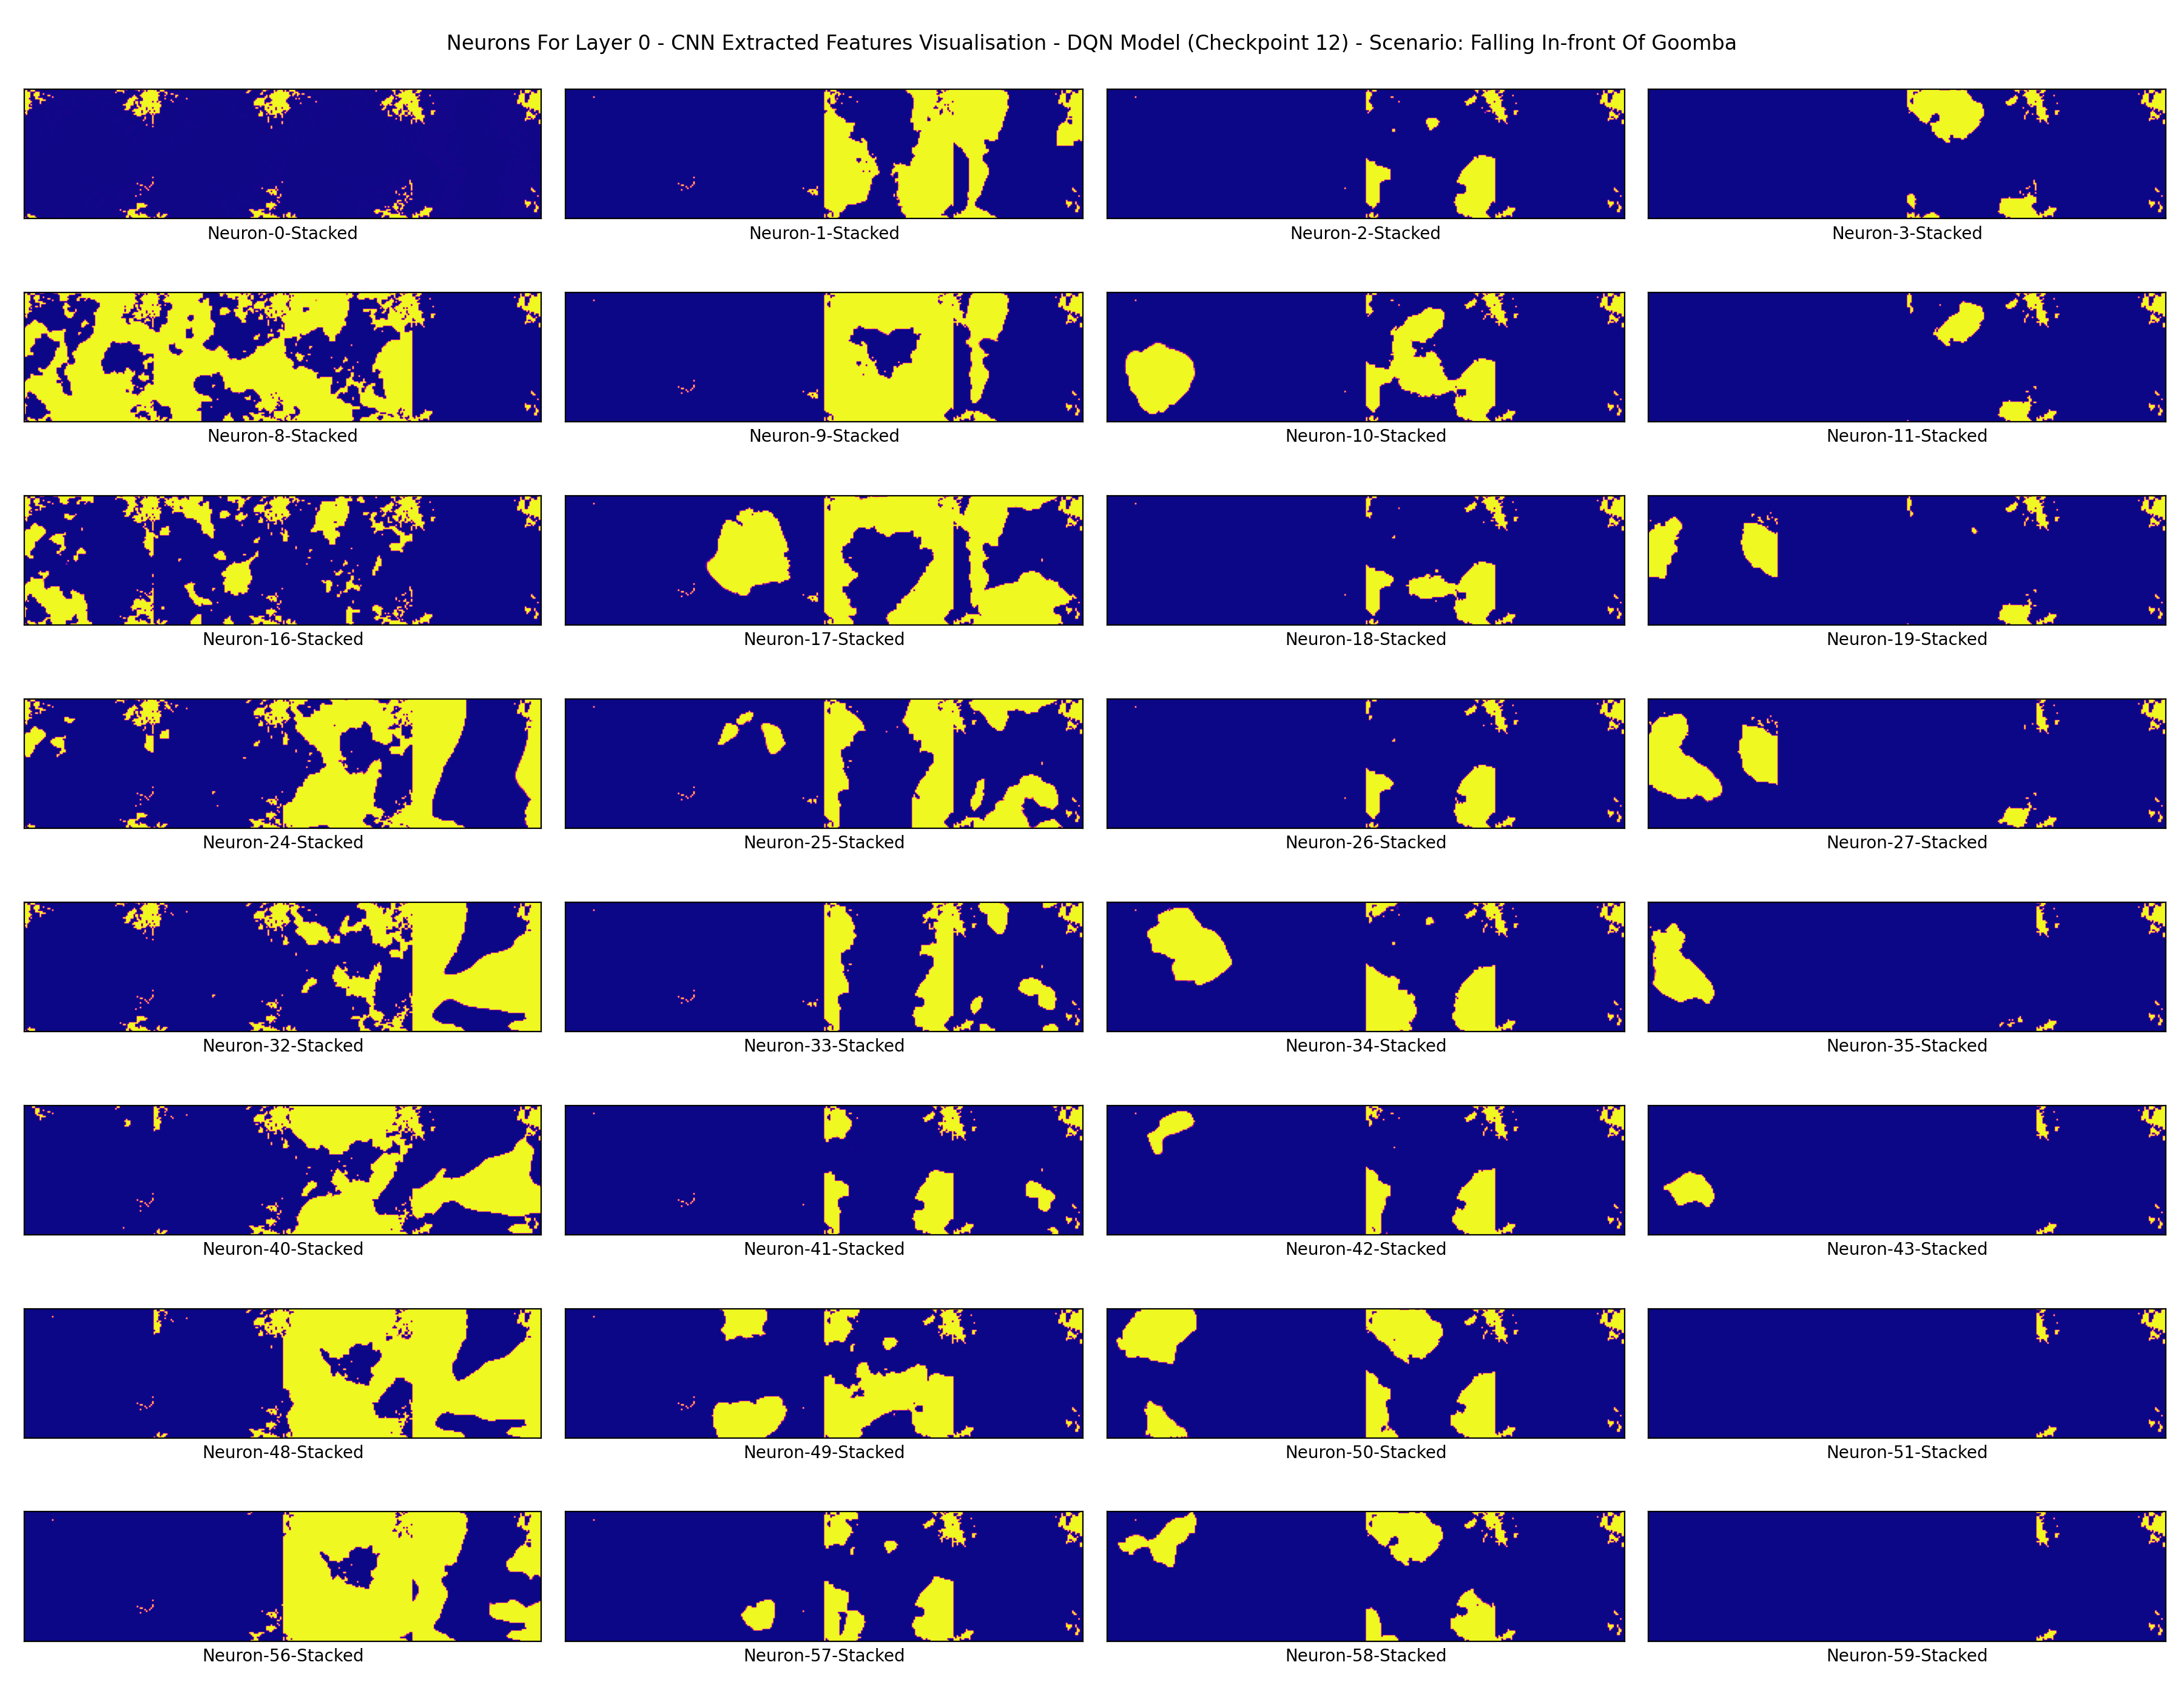 Neurons For Layer 0 - CNN Extracted Features Visualisation - DQN Model (Checkpoint 12) - Scenario: Falling In-front Of Goomba
Neuron-0-Stacked
Neuron-1-Stacked
Neuron-2-Stacked
Neuron-3-Stacked
Neuron-8-Stacked
Neuron-9-Stacked
Neuron-10-Stacked
Neuron-11-Stacked
Neuron-16-Stacked
Neuron-17-Stacked
Neuron-18-Stacked
Neuron-19-Stacked
Neuron-24-Stacked
Neuron-25-Stacked
Neuron-26-Stacked
Neuron-27-Stacked
Neuron-32-Stacked
Neuron-33-Stacked
Neuron-34-Stacked
Neuron-35-Stacked
Neuron-40-Stacked
Neuron-41-Stacked
Neuron-42-Stacked
Neuron-43-Stacked
Neuron-48-Stacked
Neuron-49-Stacked
Neuron-50-Stacked
Neuron-51-Stacked
Neuron-56-Stacked
Neuron-57-Stacked
Neuron-58-Stacked
Neuron-59-Stacked